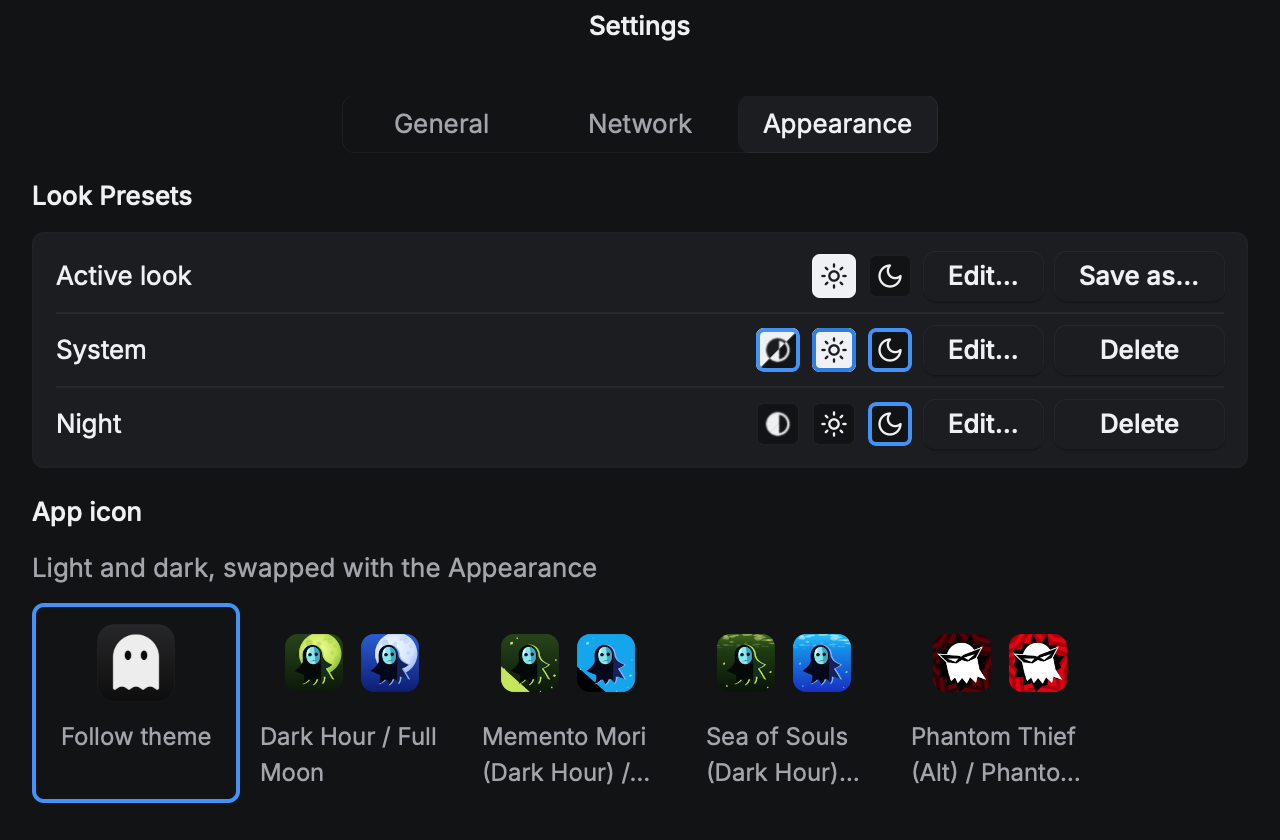 Settings
General Network Appearance
Look Presets
Active look Edit... Save as...
System Edit... Delete
Night Edit... Delete
App icon
Light and dark, swapped with the Appearance
Follow theme
Dark Hour / Full
Moon
Memento Mori
(Dark Hour) /...
Sea of Souls
(Dark Hour)...
Phantom Thief
(Alt) / Phanto...